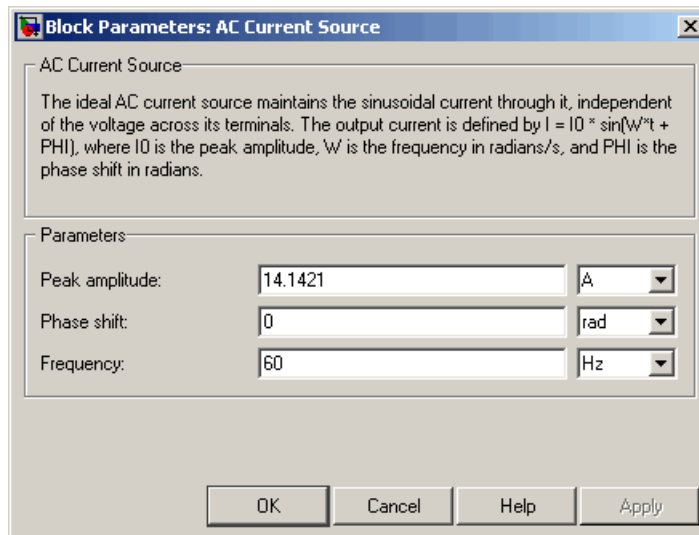 Block Parameters: AC Current Source
AC Current Source
The ideal AC current source maintains the sinusoidal current through it, independent
of the voltage across its terminals. The output current is defined by I = I0 * sin(W*t +
PHI), where I0 is the peak amplitude, W is the frequency in radians/s, and PHI is the
phase shift in radians.
Parameters
Peak amplitude: 14.1421 A
Phase shift: 0 rad
Frequency: 60 Hz
OK Cancel Help Apply